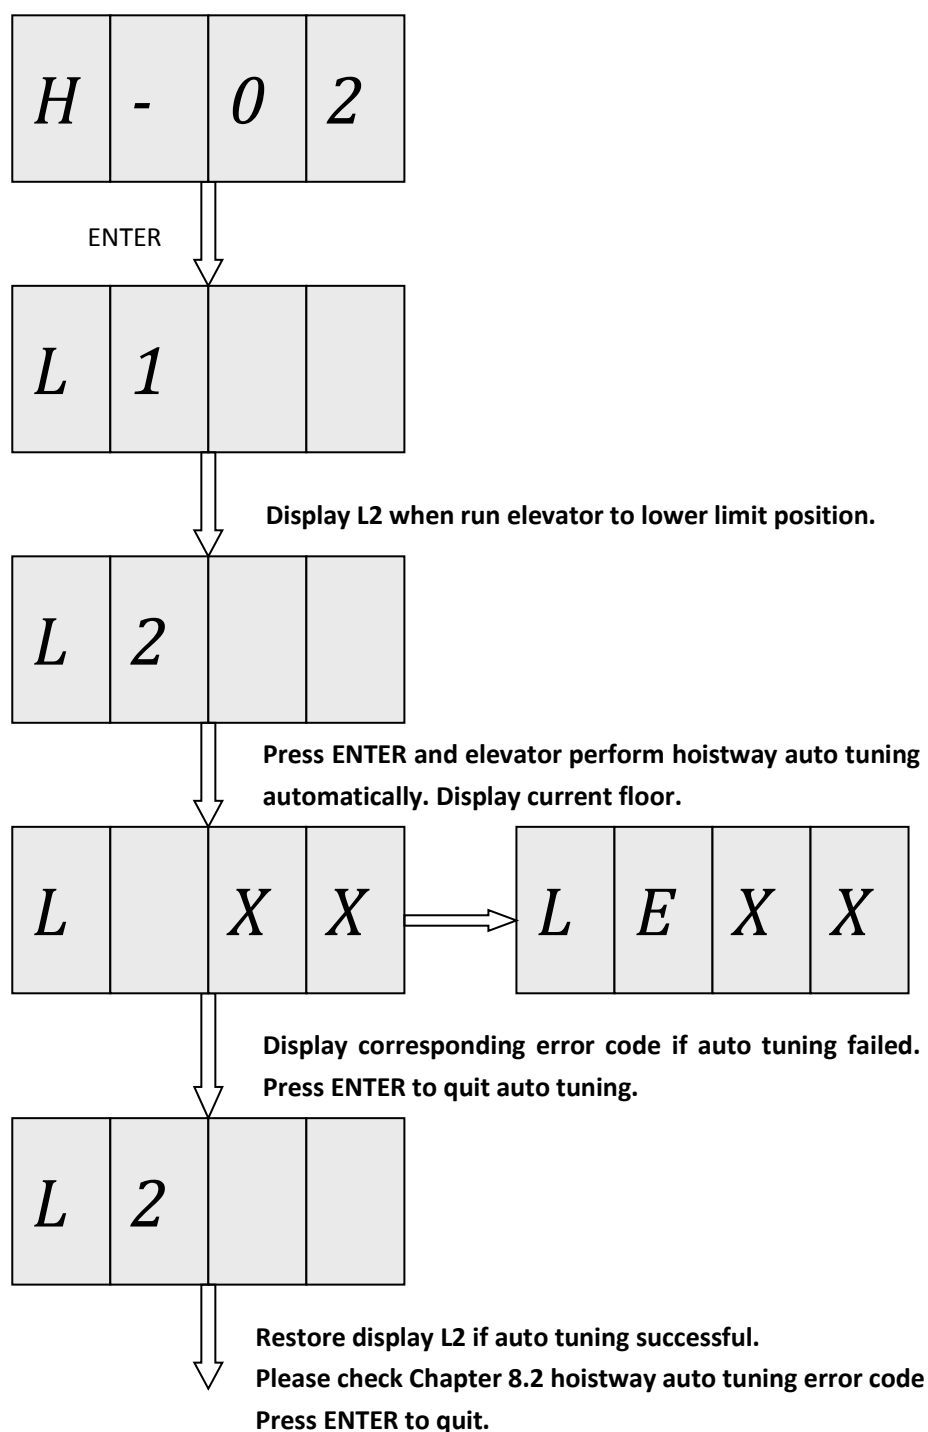 H - 0 2
ENTER
L 1
Display L2 when run elevator to lower limit position.
L 2
Press ENTER and elevator perform hoistway auto tuning
automatically. Display current floor.
L X X
L E X X
Display corresponding error code if auto tuning failed.
Press ENTER to quit auto tuning.
L 2
Restore display L2 if auto tuning successful.
Please check Chapter 8.2 hoistway auto tuning error code
Press ENTER to quit.